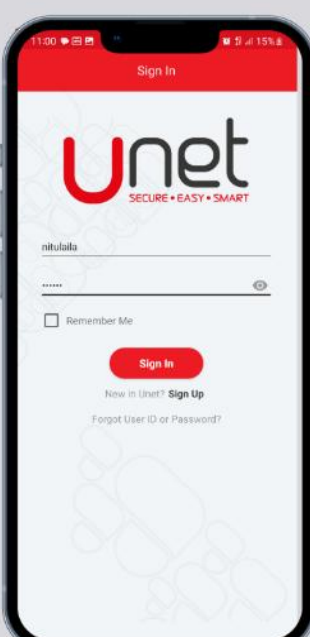 11:00
15%
Sign In
Unet
SECURE • EASY • SMART
nitulaila
······
Remember Me
Sign In
New in Unet? Sign Up
Forgot User ID or Password?